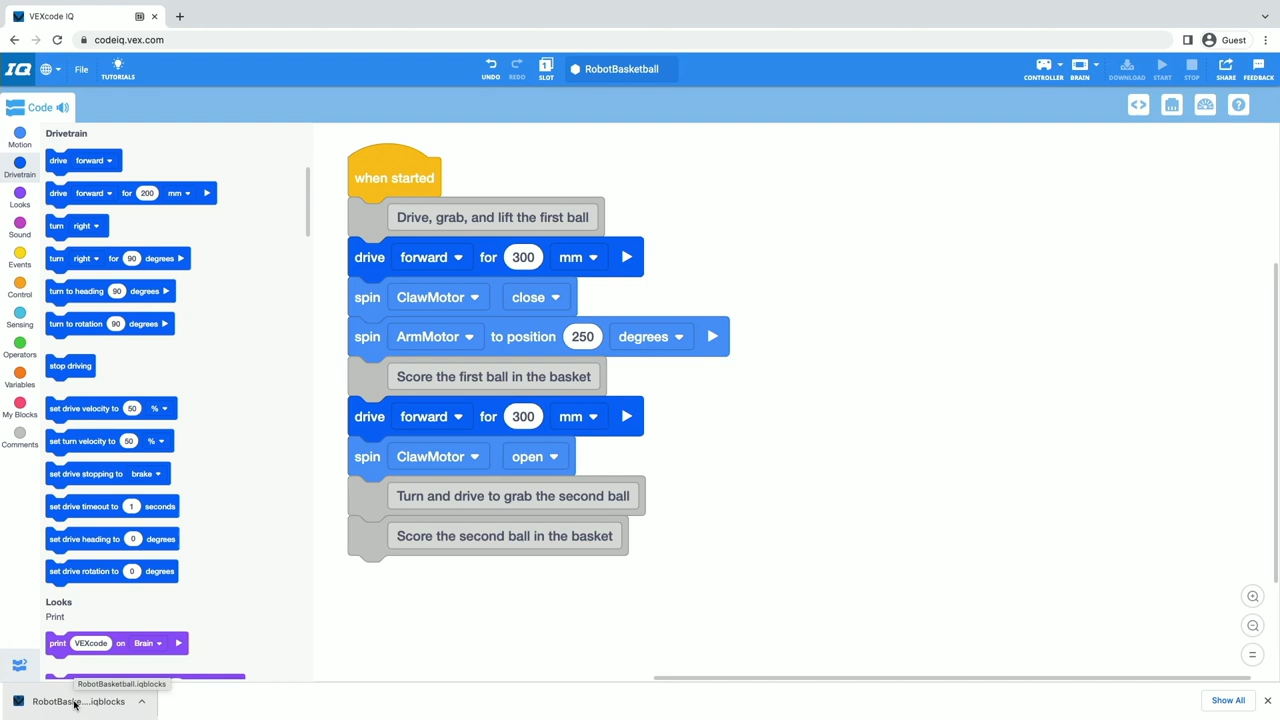 VEXcode IQ
codeiq.vex.com
Guest
IQ
File
TUTORIALS
UNDO
REDO
1
SLOT
RobotBasketball
CONTROLLER
BRAIN
DOWNLOAD
START
STOP
SHARE
FEEDBACK
Code
Motion
Drivetrain
Looks
Sound
Events
Control
Sensing
Operators
Variables
My Blocks
Comments
Drivetrain
drive forward
drive forward for 200 mm
turn right
turn right for 90 degrees
turn to heading 90 degrees
turn to rotation 90 degrees
stop driving
set drive velocity to 50 %
set turn velocity to 50 %
set drive stopping to brake
set drive timeout to 1 seconds
set drive heading to 0 degrees
set drive rotation to 0 degrees
Looks
Print
print VEXcode on Brain
when started
Drive, grab, and lift the first ball
drive forward for 300 mm
spin ClawMotor close
spin ArmMotor to position 250 degrees
Score the first ball in the basket
drive forward for 300 mm
spin ClawMotor open
Turn and drive to grab the second ball
Score the second ball in the basket
RobotBasketball.iqblocks
RobotBaske....iqblocks
Show All